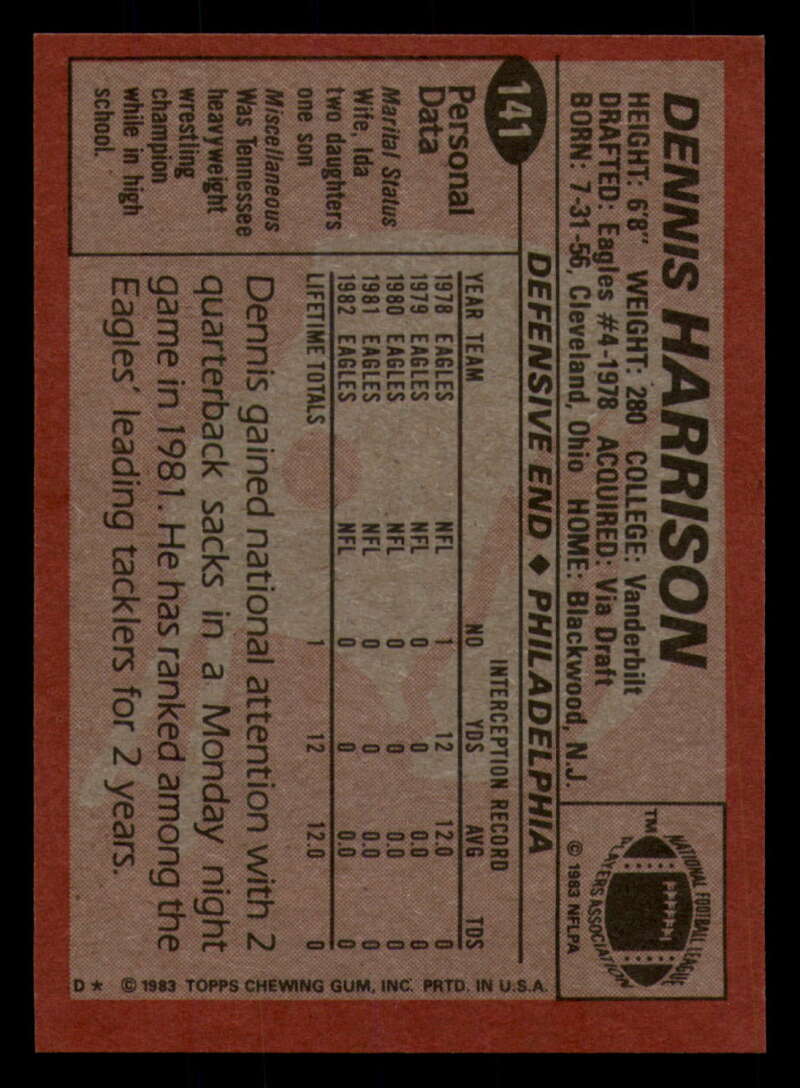 DENNIS HARRISON
HEIGHT: 6'8" WEIGHT: 280 COLLEGE: Vanderbilt
DRAFTED: Eagles #4-1978 ACQUIRED: Via Draft
BORN: 7-31-56, Cleveland, Ohio HOME: Blackwood, N.J.
TM
NATIONAL FOOTBALL LEAGUE
PLAYERS ASSOCIATION
© 1983 NFLPA
141
DEFENSIVE END ◆ PHILADELPHIA
Personal
Data
Marital Status
Wife, Ida
two daughters
one son
Miscellaneous
Was Tennessee
heavyweight
wrestling
champion
while in high
school.
INTERCEPTION RECORD
YEAR TEAM NO YDS AVG TDS
1978 EAGLES NFL 1 12 12.0 0
1979 EAGLES NFL 0 0 0.0 0
1980 EAGLES NFL 0 0 0.0 0
1981 EAGLES NFL 0 0 0.0 0
1982 EAGLES NFL 0 0 0.0 0
LIFETIME TOTALS 1 12 12.0 0
Dennis gained national attention with 2
quarterback sacks in a Monday night
game in 1981. He has ranked among the
Eagles' leading tacklers for 2 years.
D★ © 1983 TOPPS CHEWING GUM, INC. PRTD. IN U.S.A.